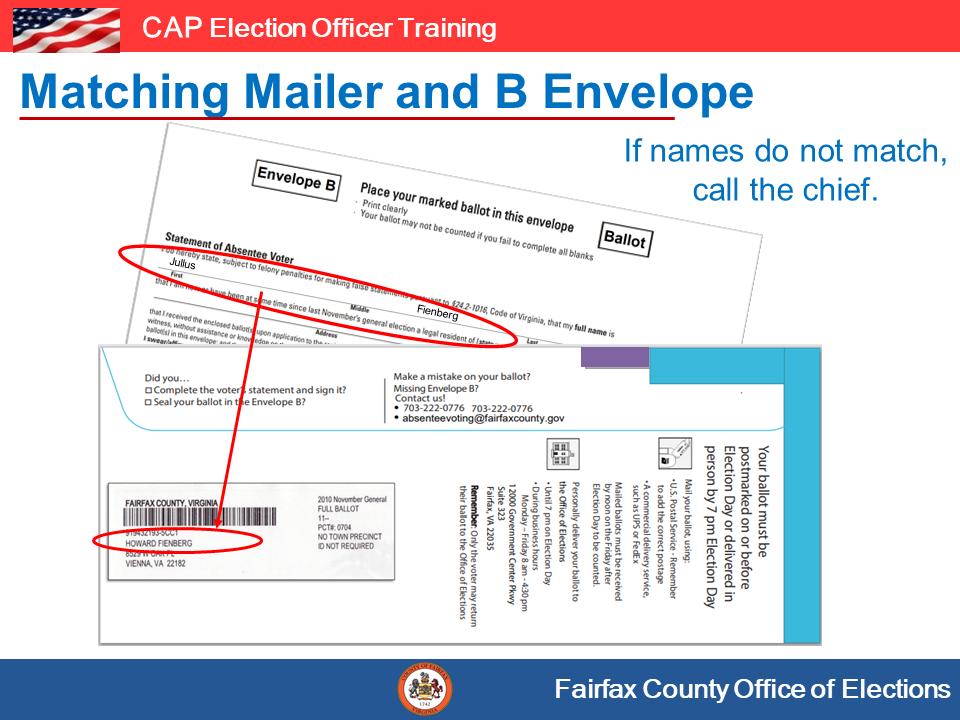 CAP Election Officer Training
Matching Mailer and B Envelope
If names do not match,
call the chief.
Envelope B
Place your marked ballot in this envelope
· Print clearly
· Your ballot may not be counted if you fail to complete all blanks
Ballot
Statement of Absentee Voter
I do hereby state, subject to felony penalties for making false statements pursuant to §24.2-1016, Code of Virginia, that my full name is
Jullus
Fienberg
First
Middle
Last
that I am now or have been at some time since last November's general election a legal resident of (state
Address
that I received the enclosed ballot(s) upon application to the
witness, without assistance or knowledge on the
ballot(s) in this envelope; and the
I swear/aff
Did you...
☐ Complete the voter's statement and sign it?
☐ Seal your ballot in the Envelope B?
Make a mistake on your ballot?
Missing Envelope B?
Contact us!
• 703-222-0776 703-222-0776
• absenteevoting@fairfaxcounty.gov
Your ballot must be
postmarked on or before
Election Day or delivered in
person by 7 pm Election Day
Mail your ballot, using:
• U.S. Postal Service - Remember
to add the correct postage
• A commercial delivery service,
such as UPS or FedEx
Mailed ballots must be received
by noon on the Friday after
Election Day to be counted.
Personally deliver your ballot to
the Office of Elections
• Until 7 pm on Election Day
• During business hours
Monday – Friday 8 am - 4:30 pm
12000 Government Center Pkwy
Suite 323
Fairfax, VA 22035
Remember: Only the voter may return
their ballot to the Office of Elections
FAIRFAX COUNTY, VIRGINIA
919432193-5CC1
HOWARD FIENBERG
8529 W OAK PL
VIENNA, VA 22182
2010 November General
FULL BALLOT
11--
PCT#: 0704
NO TOWN PRECINCT
ID NOT REQUIRED
COUNTY OF FAIRFAX
VIRGINIA
1742
Fairfax County Office of Elections